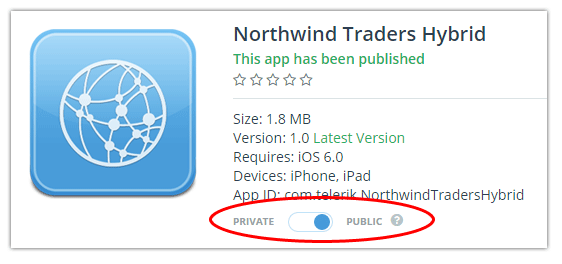 Northwind Traders Hybrid
This app has been published
Size: 1.8 MB
Version: 1.0 Latest Version
Requires: iOS 6.0
Devices: iPhone, iPad
App ID: com.telerik.NorthwindTradersHybrid
PRIVATE PUBLIC ?